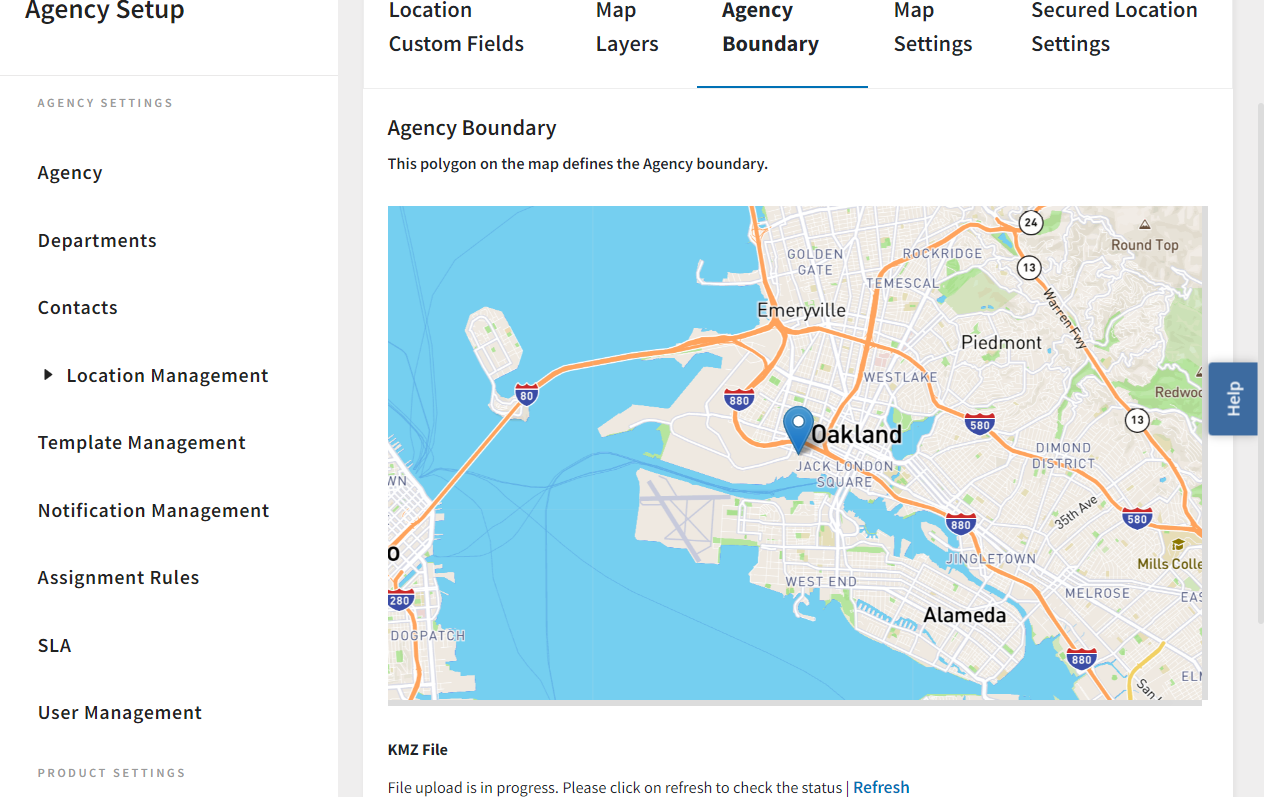 Agency Setup
AGENCY SETTINGS
Agency
Departments
Contacts
Location Management
Template Management
Notification Management
Assignment Rules
SLA
User Management
PRODUCT SETTINGS
Location
Custom Fields
Map
Layers
Agency
Boundary
Map
Settings
Secured Location
Settings
Agency Boundary
This polygon on the map defines the Agency boundary.
24
Round Top
GOLDEN
GATE
ROCKRIDGE
13
TEMESCAL
Warren Fwy
Emeryville
Piedmont
WESTLAKE
80
880
Redwoo
13
580
Oakland
DIMOND
DISTRICT
JACK LONDON
SQUARE
WN
35th Ave
880
580
o
JINGLETOWN
Mills Colle
WEST END
280
MELROSE
EAS
Alameda
DOGPATCH
880
ELM
San
Help
KMZ File
File upload is in progress. Please click on refresh to check the status | Refresh